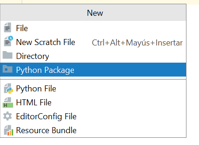 New
File
New Scratch File Ctrl+Alt+Mayús+Insertar
Directory
Python Package
Python File
HTML File
EditorConfig File
Resource Bundle